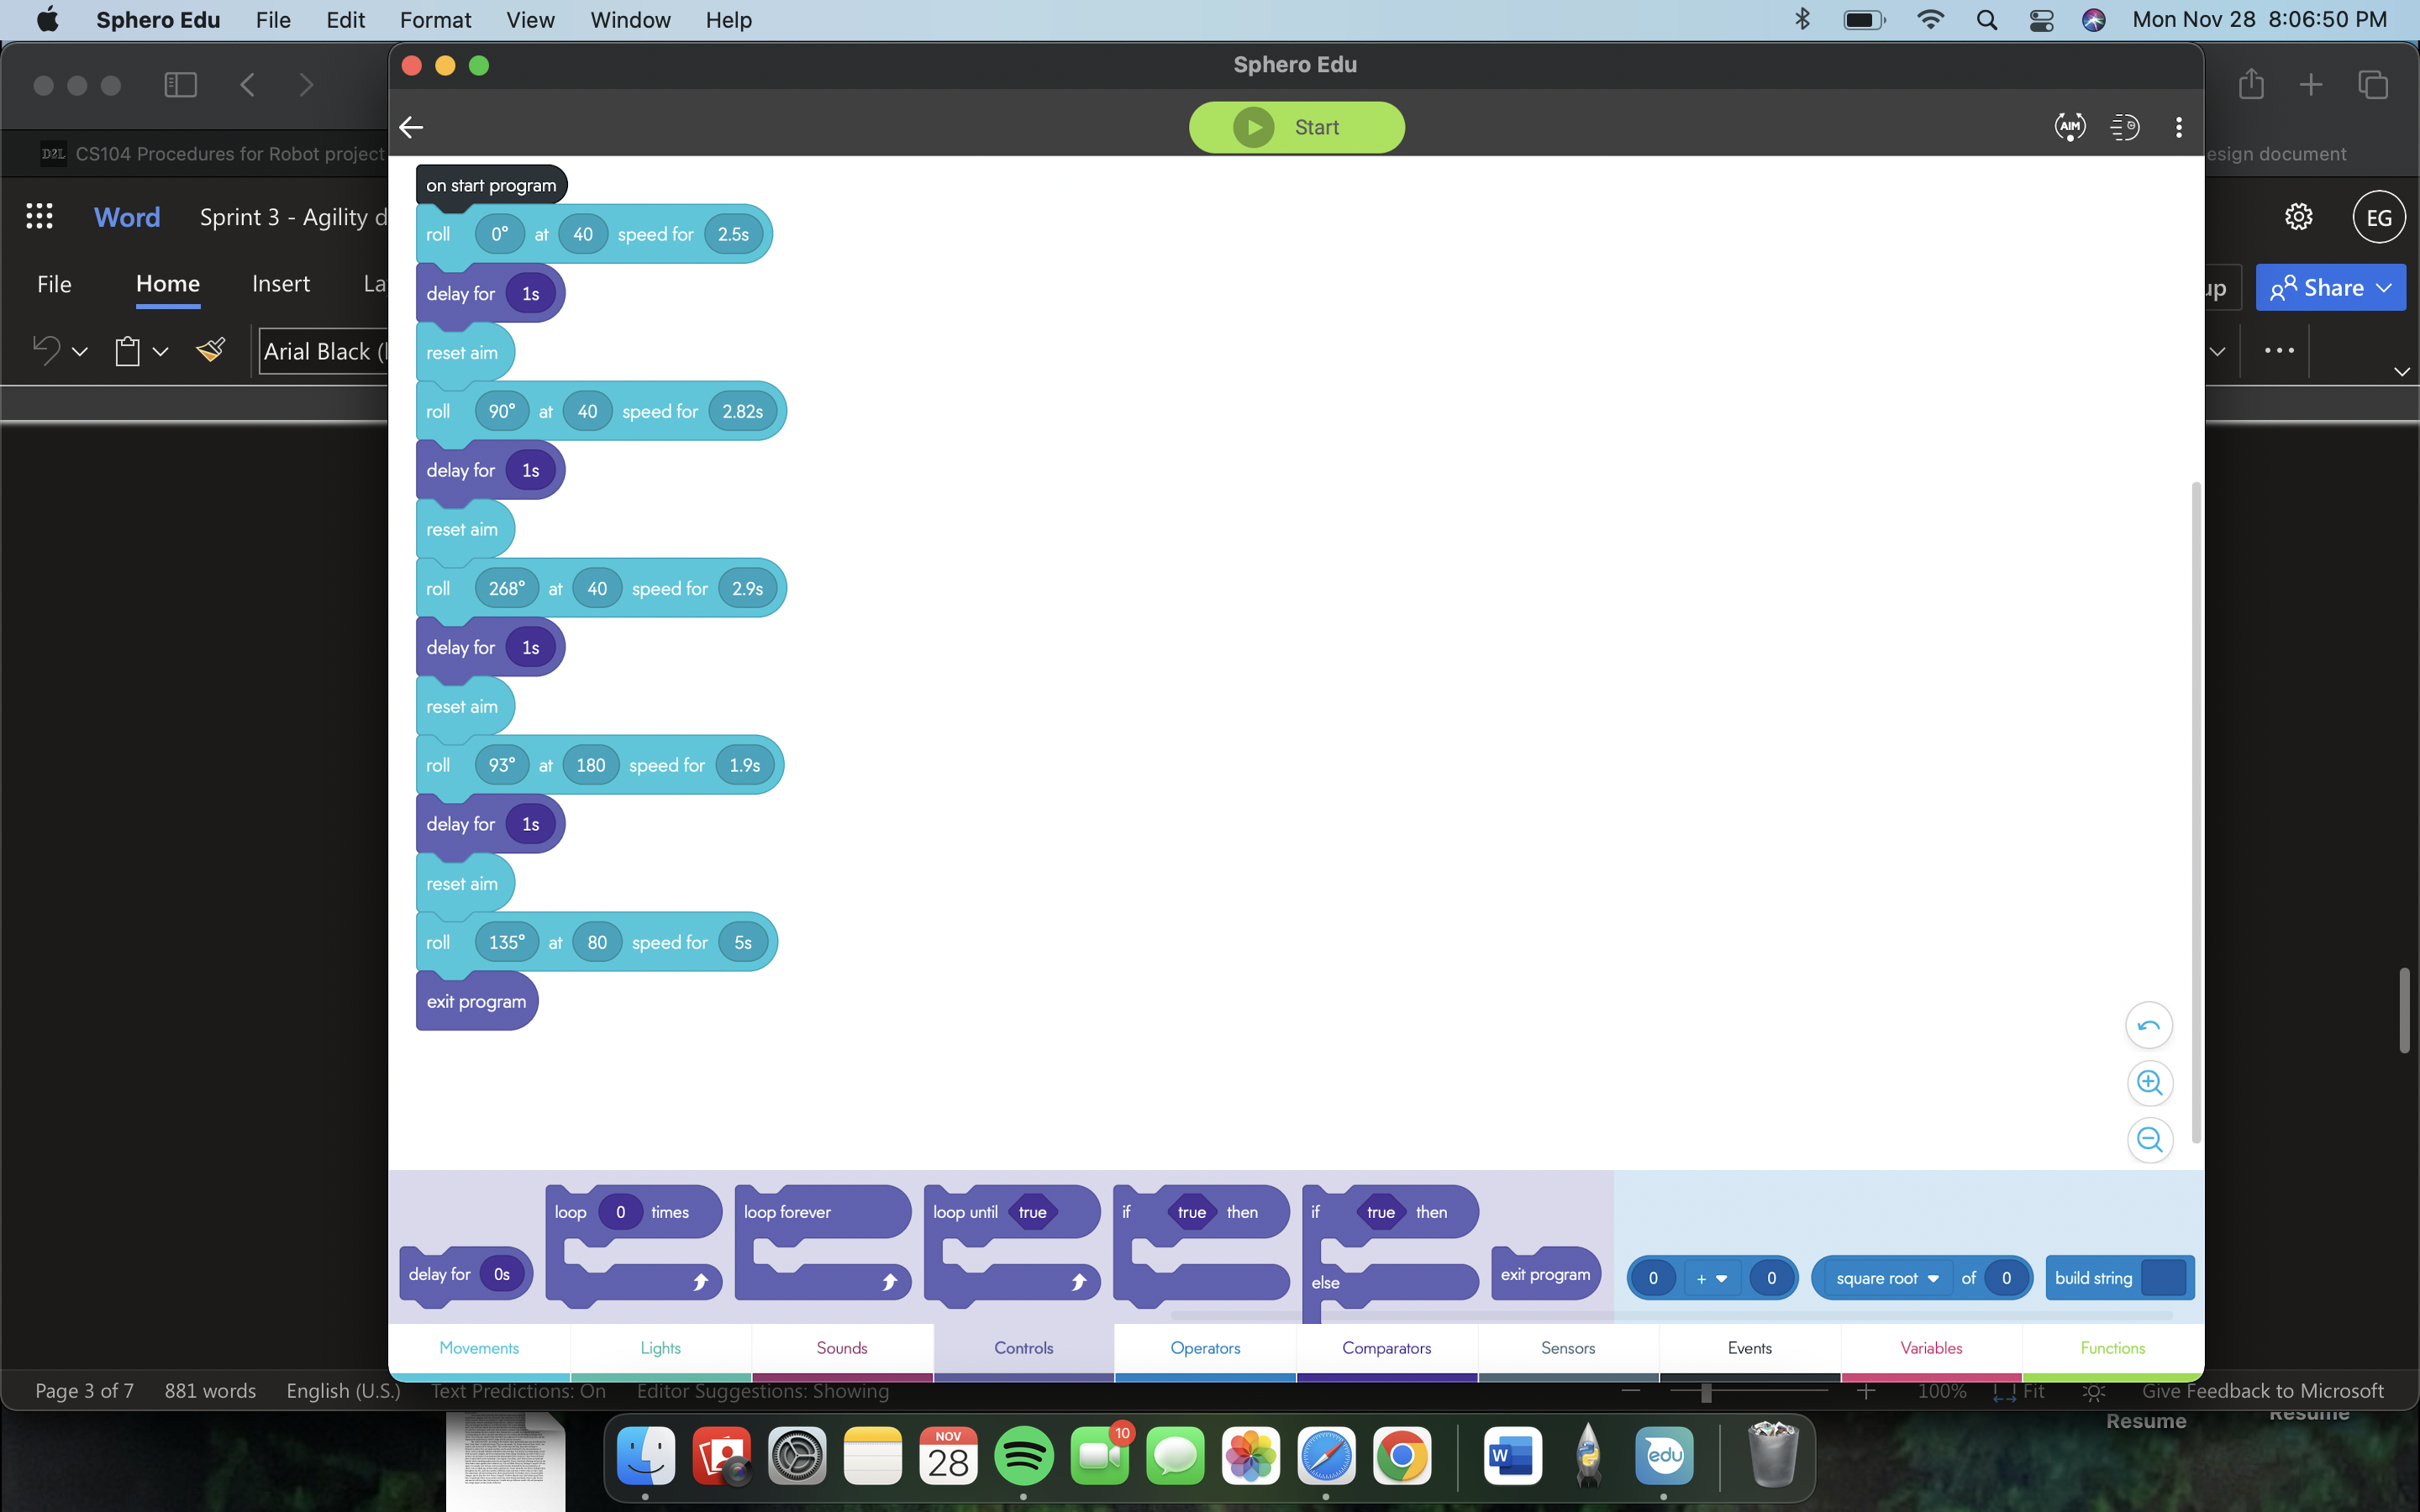 Sphero Edu File Edit Format View Window Help Mon Nov 28 8:06:50 PM
Sphero Edu
Start AIM
D2L CS104 Procedures for Robot project esign document
Word Sprint 3 - Agility d EG
File Home Insert La up Share
Arial Black (
on start program
roll 0° at 40 speed for 2.5s
delay for 1s
reset aim
roll 90° at 40 speed for 2.82s
delay for 1s
reset aim
roll 268° at 40 speed for 2.9s
delay for 1s
reset aim
roll 93° at 180 speed for 1.9s
delay for 1s
reset aim
roll 135° at 80 speed for 5s
exit program
loop 0 times loop forever loop until true if true then if true then
delay for 0s else exit program 0 + 0 square root of 0 build string
Movements Lights Sounds Controls Operators Comparators Sensors Events Variables Functions
Page 3 of 7 881 words English (U.S.) Text Predictions: On Editor Suggestions: Showing 100% Fit Give Feedback to Microsoft
Resume Resume
NOV 28 10 W edu